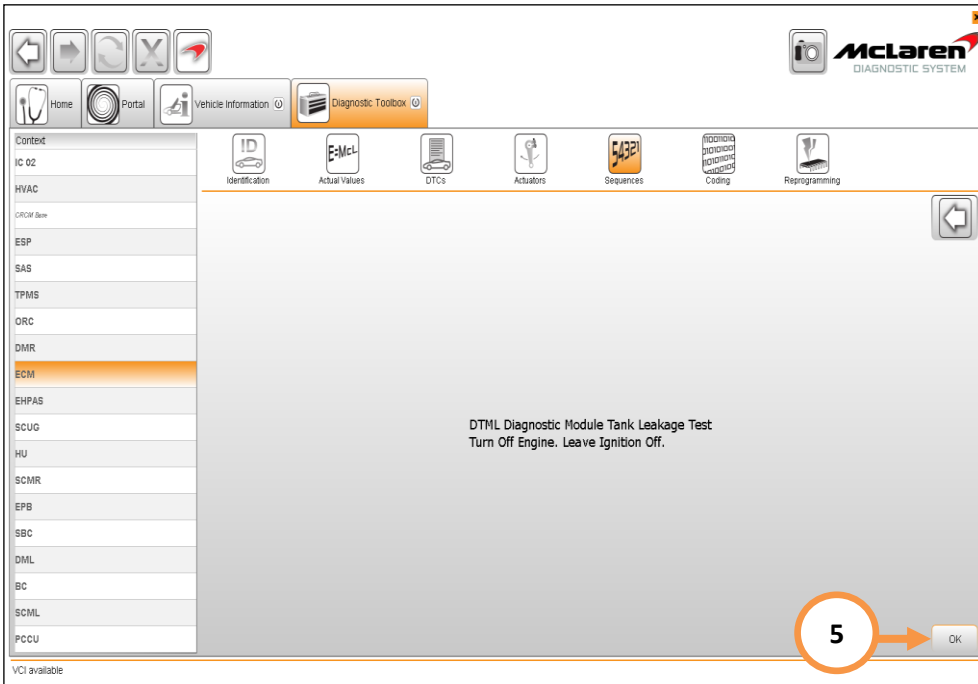 McLaren
DIAGNOSTIC SYSTEM
Home
Portal
Vehicle Information
Diagnostic Toolbox
Context
IC 02
HVAC
CRCM Base
ESP
SAS
TPMS
ORC
DMR
ECM
EHPAS
SCUG
HU
SCMR
EPB
SBC
DML
BC
SCML
PCCU
ID
Identification
E=McL
Actual Values
DTCs
Actuators
54321
Sequences
Coding
Reprogramming
DTML Diagnostic Module Tank Leakage Test
Turn Off Engine. Leave Ignition Off.
5
OK
VCI available